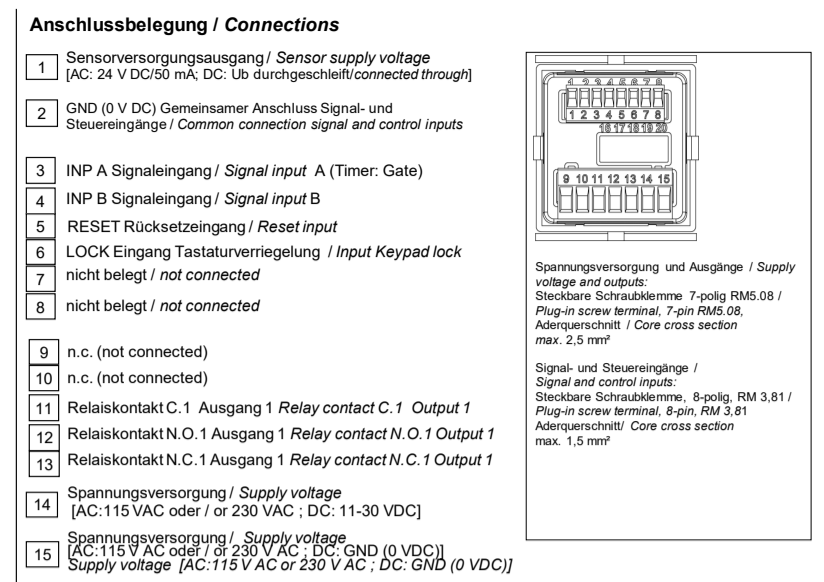 Anschlussbelegung / Connections
1 Sensorversorgungsausgang / Sensor supply voltage
[AC: 24 V DC/50 mA; DC: Ub durchgeschleift/connected through]
2 GND (0 V DC) Gemeinsamer Anschluss Signal- und
Steuereingänge / Common connection signal and control inputs
3 INP A Signaleingang / Signal input A (Timer: Gate)
4 INP B Signaleingang / Signal input B
5 RESET Rücksetzeingang / Reset input
6 LOCK Eingang Tastaturverriegelung / Input Keypad lock
7 nicht belegt / not connected
8 nicht belegt / not connected
9 n.c. (not connected)
10 n.c. (not connected)
11 Relaiskontakt C.1 Ausgang 1 Relay contact C.1 Output 1
12 Relaiskontakt N.O.1 Ausgang 1 Relay contact N.O.1 Output 1
13 Relaiskontakt N.C.1 Ausgang 1 Relay contact N.C.1 Output 1
14 Spannungsversorgung / Supply voltage
[AC:115 VAC oder / or 230 VAC ; DC: 11-30 VDC]
15 Spannungsversorgung / Supply voltage
[AC:115 V AC oder / or 230 V AC ; DC: GND (0 VDC)]
Supply voltage [AC:115 V AC or 230 V AC ; DC: GND (0 VDC)]
1 2 3 4 5 6 7 8
1 2 3 4 5 6 7 8
16 17 18 19 20
9 10 11 12 13 14 15
Spannungsversorgung und Ausgänge / Supply
voltage and outputs:
Steckbare Schraubklemme 7-polig RM5.08 /
Plug-in screw terminal, 7-pin RM5.08,
Aderquerschnitt / Core cross section
max. 2,5 mm²
Signal- und Steuereingänge /
Signal and control inputs:
Steckbare Schraubklemme, 8-polig, RM 3,81 /
Plug-in screw terminal, 8-pin, RM 3,81
Aderquerschnitt/ Core cross section
max. 1,5 mm²